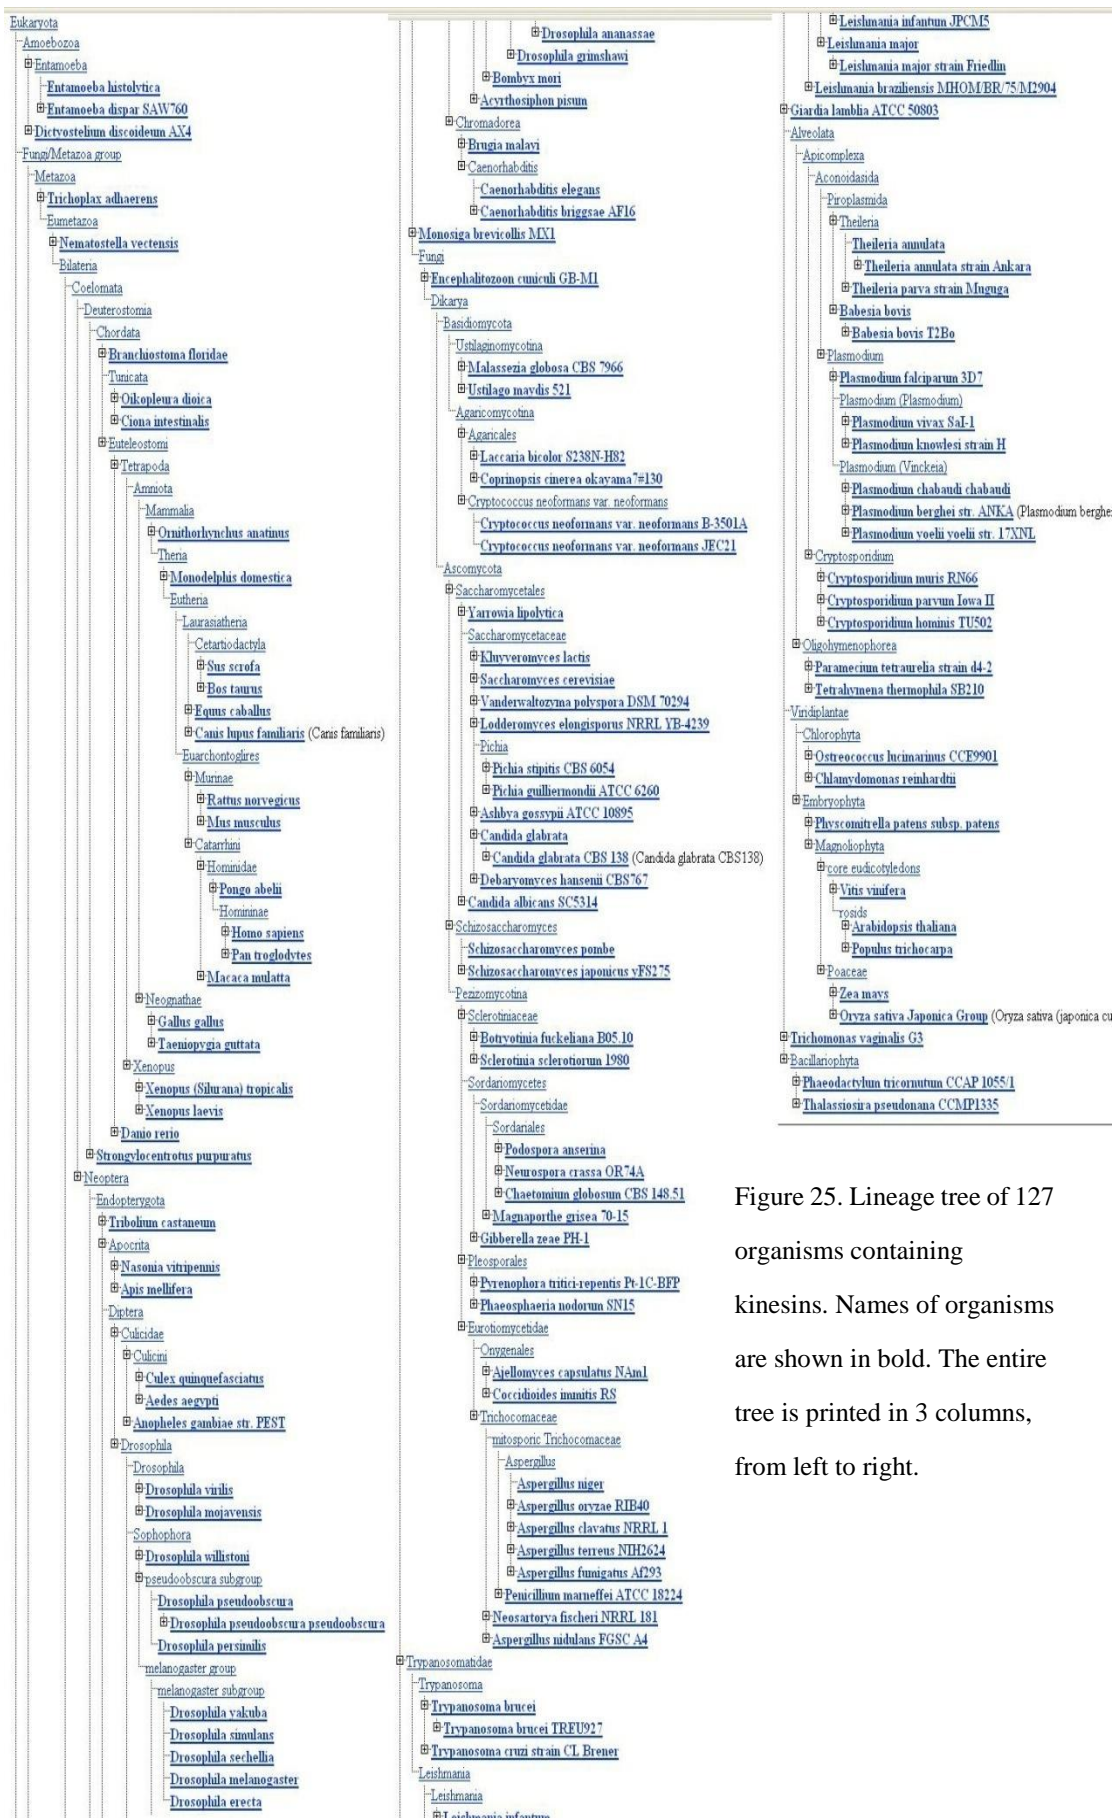 Eukaryota
Amoebozoa
Entamoeba
Entamoeba histolytica
Entamoeba dispar SAW760
Dictyostelium discoideum AX4
Fungi/Metazoa group
Metazoa
Trichoplax adhaerens
Eumetazoa
Nematostella vectensis
Bilateria
Coelomata
Deuterostomia
Chordata
Branchiostoma floridae
Tunicata
Oikopleura dioica
Ciona intestinalis
Euteleostomi
Tetrapoda
Amniota
Mammalia
Ornithorhynchus anatinus
Theria
Monodelphis domestica
Eutheria
Laurasiatheria
Cetartiodactyla
Sus scrofa
Bos taurus
Equus caballus
Canis lupus familiaris (Canis familiaris)
Euarchontoglires
Murinae
Rattus norvegicus
Mus musculus
Catarrhini
Hominidae
Pongo abelii
Homininae
Homo sapiens
Pan troglodytes
Macaca mulatta
Neognathae
Gallus gallus
Taeniopygia guttata
Xenopus
Xenopus (Silurana) tropicalis
Xenopus laevis
Danio rerio
Strongylocentrotus purpuratus
Neoptera
Endopterygota
Tribolium castaneum
Apocrita
Nasonia vitripennis
Apis mellifera
Diptera
Culicidae
Culicini
Culex quinquefasciatus
Aedes aegypti
Anopheles gambiae str. PEST
Drosophila
Drosophila
Drosophila virilis
Drosophila mojavensis
Sophophora
Drosophila willistoni
pseudoobscura subgroup
Drosophila pseudoobscura
Drosophila pseudoobscura pseudoobscura
Drosophila persimilis
melanogaster group
melanogaster subgroup
Drosophila yakuba
Drosophila simulans
Drosophila sechellia
Drosophila melanogaster
Drosophila erecta
Drosophila ananassae
Drosophila grimshawi
Bombyx mori
Acyrthosiphon pisum
Chromadorea
Brugia malayi
Caenorhabditis
Caenorhabditis elegans
Caenorhabditis briggsae AF16
Monosiga brevicollis MX1
Fungi
Encephalitozoon cuniculi GB-M1
Dikarya
Basidiomycota
Ustilaginomycotina
Malassezia globosa CBS 7966
Ustilago maydis 521
Agaricomycotina
Agaricales
Laccaria bicolor S238N-H82
Coprinopsis cinerea okayama7#130
Cryptococcus neoformans var. neoformans
Cryptococcus neoformans var. neoformans B-3501A
Cryptococcus neoformans var. neoformans JEC21
Ascomycota
Saccharomycetales
Yarrowia lipolytica
Saccharomycetaceae
Kluyveromyces lactis
Saccharomyces cerevisiae
Vanderwaltozyma polyspora DSM 70294
Lodderomyces elongisporus NRRL YB-4239
Pichia
Pichia stipitis CBS 6054
Pichia guilliermondii ATCC 6260
Ashbya gossypii ATCC 10895
Candida glabrata
Candida glabrata CBS 138 (Candida glabrata CBS138)
Debaryomyces hansenii CBS767
Candida albicans SC5314
Schizosaccharomyces
Schizosaccharomyces pombe
Schizosaccharomyces japonicus yFS275
Pezizomycotina
Sclerotiniaceae
Botryotinia fuckeliana B05.10
Sclerotinia sclerotiorum 1980
Sordariomycetes
Sordariomycetidae
Sordariales
Podospora anserina
Neurospora crassa OR74A
Chaetomium globosum CBS 148.51
Magnaporthe grisea 70-15
Gibberella zeae PH-1
Pleosporales
Pyrenophora tritici-repentis Pt-1C-BFP
Phaeosphaeria nodorum SN15
Eurotiomycetidae
Onygenales
Ajellomyces capsulatus NAm1
Coccidioides immitis RS
Trichocomaceae
mitosporic Trichocomaceae
Aspergillus
Aspergillus niger
Aspergillus oryzae RIB40
Aspergillus clavatus NRRL 1
Aspergillus terreus NIH2624
Aspergillus fumigatus Af293
Penicillium marneffei ATCC 18224
Neosartorya fischeri NRRL 181
Aspergillus nidulans FGSC A4
Trypanosomatidae
Trypanosoma
Trypanosoma brucei
Trypanosoma brucei TREU927
Trypanosoma cruzi strain CL Brener
Leishmania
Leishmania
Leishmania infantum
Leishmania infantum JPCM5
Leishmania major
Leishmania major strain Friedlin
Leishmania braziliensis MHOM/BR/75/M2904
Giardia lamblia ATCC 50803
Alveolata
Apicomplexa
Aconoidasida
Piroplasmida
Theileria
Theileria annulata
Theileria annulata strain Ankara
Theileria parva strain Muguga
Babesia bovis
Babesia bovis T2Bo
Plasmodium
Plasmodium falciparum 3D7
Plasmodium (Plasmodium)
Plasmodium vivax SaI-1
Plasmodium knowlesi strain H
Plasmodium (Vinckeia)
Plasmodium chabaudi chabaudi
Plasmodium berghei str. ANKA (Plasmodium berghe
Plasmodium yoelii yoelii str. 17XNL
Cryptosporidium
Cryptosporidium muris RN66
Cryptosporidium parvum Iowa II
Cryptosporidium hominis TU502
Oligohymenophorea
Paramecium tetraurelia strain d4-2
Tetrahymena thermophila SB210
Viridiplantae
Chlorophyta
Ostreococcus lucimarinus CCE9901
Chlamydomonas reinhardtii
Embryophyta
Physcomitrella patens subsp. patens
Magnoliophyta
core eudicotyledons
Vitis vinifera
rosids
Arabidopsis thaliana
Populus trichocarpa
Poaceae
Zea mays
Oryza sativa Japonica Group (Oryza sativa (japonica cu
Trichomonas vaginalis G3
Bacillariophyta
Phaeodactylum tricornutum CCAP 1055/1
Thalassiosira pseudonana CCMP1335
Figure 25. Lineage tree of 127
organisms containing
kinesins. Names of organisms
are shown in bold. The entire
tree is printed in 3 columns,
from left to right.